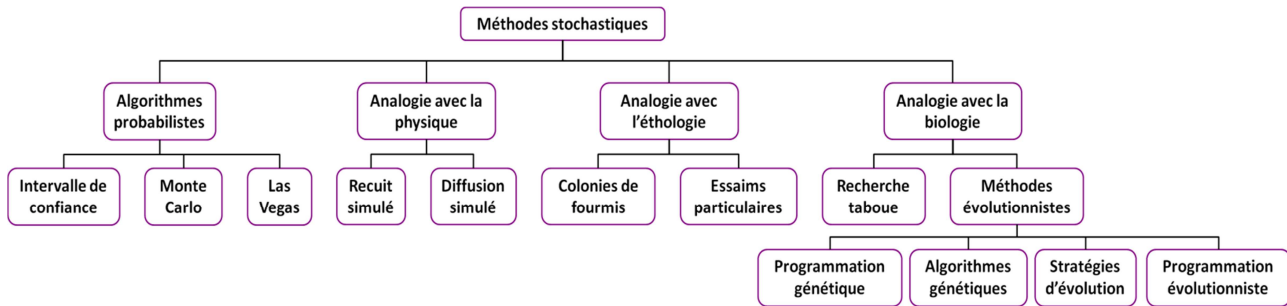 Méthodes stochastiques
Algorithmes
probabilistes
Analogie avec la
physique
Analogie avec
l'éthologie
Analogie avec la
biologie
Intervalle de
confiance
Monte
Carlo
Las
Vegas
Recuit
simulé
Diffusion
simulé
Colonies de
fourmis
Essaims
particulaires
Recherche
taboue
Méthodes
évolutionnistes
Programmation
génétique
Algorithmes
génétiques
Stratégies
d'évolution
Programmation
évolutionniste